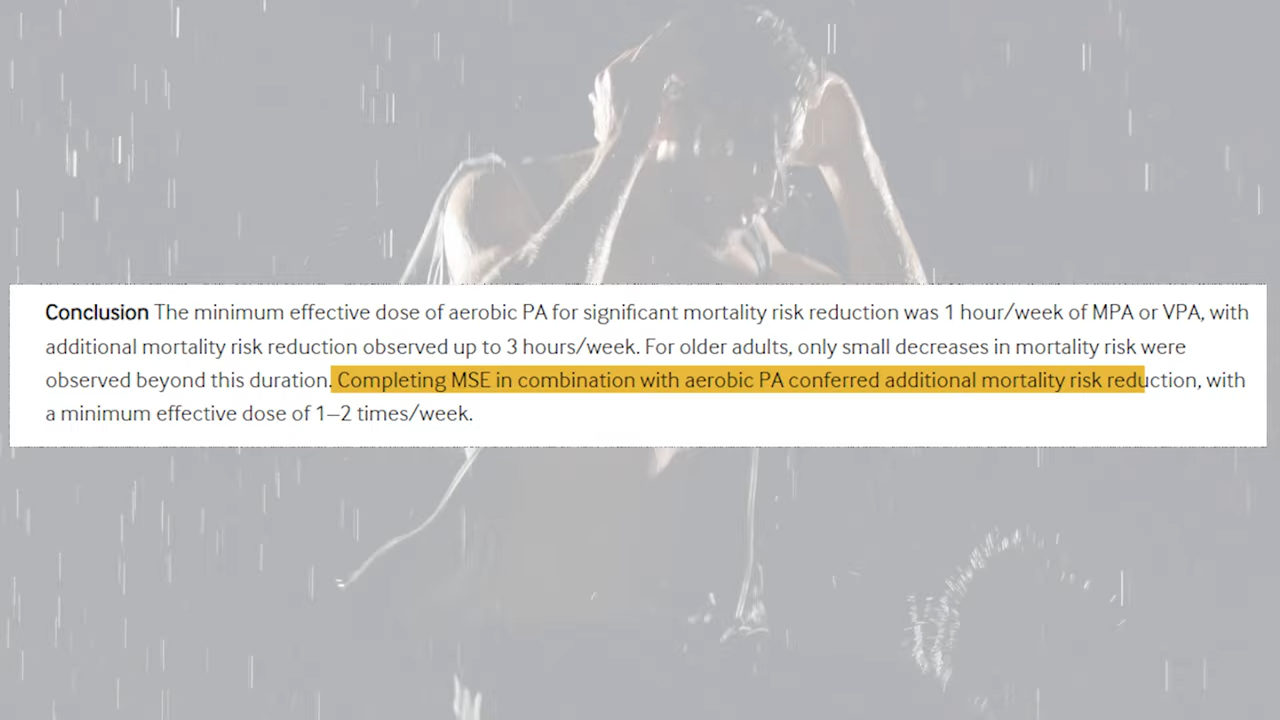 Conclusion The minimum effective dose of aerobic PA for significant mortality risk reduction was 1 hour/week of MPA or VPA, with
additional mortality risk reduction observed up to 3 hours/week. For older adults, only small decreases in mortality risk were
observed beyond this duration. Completing MSE in combination with aerobic PA conferred additional mortality risk reduction, with
a minimum effective dose of 1–2 times/week.